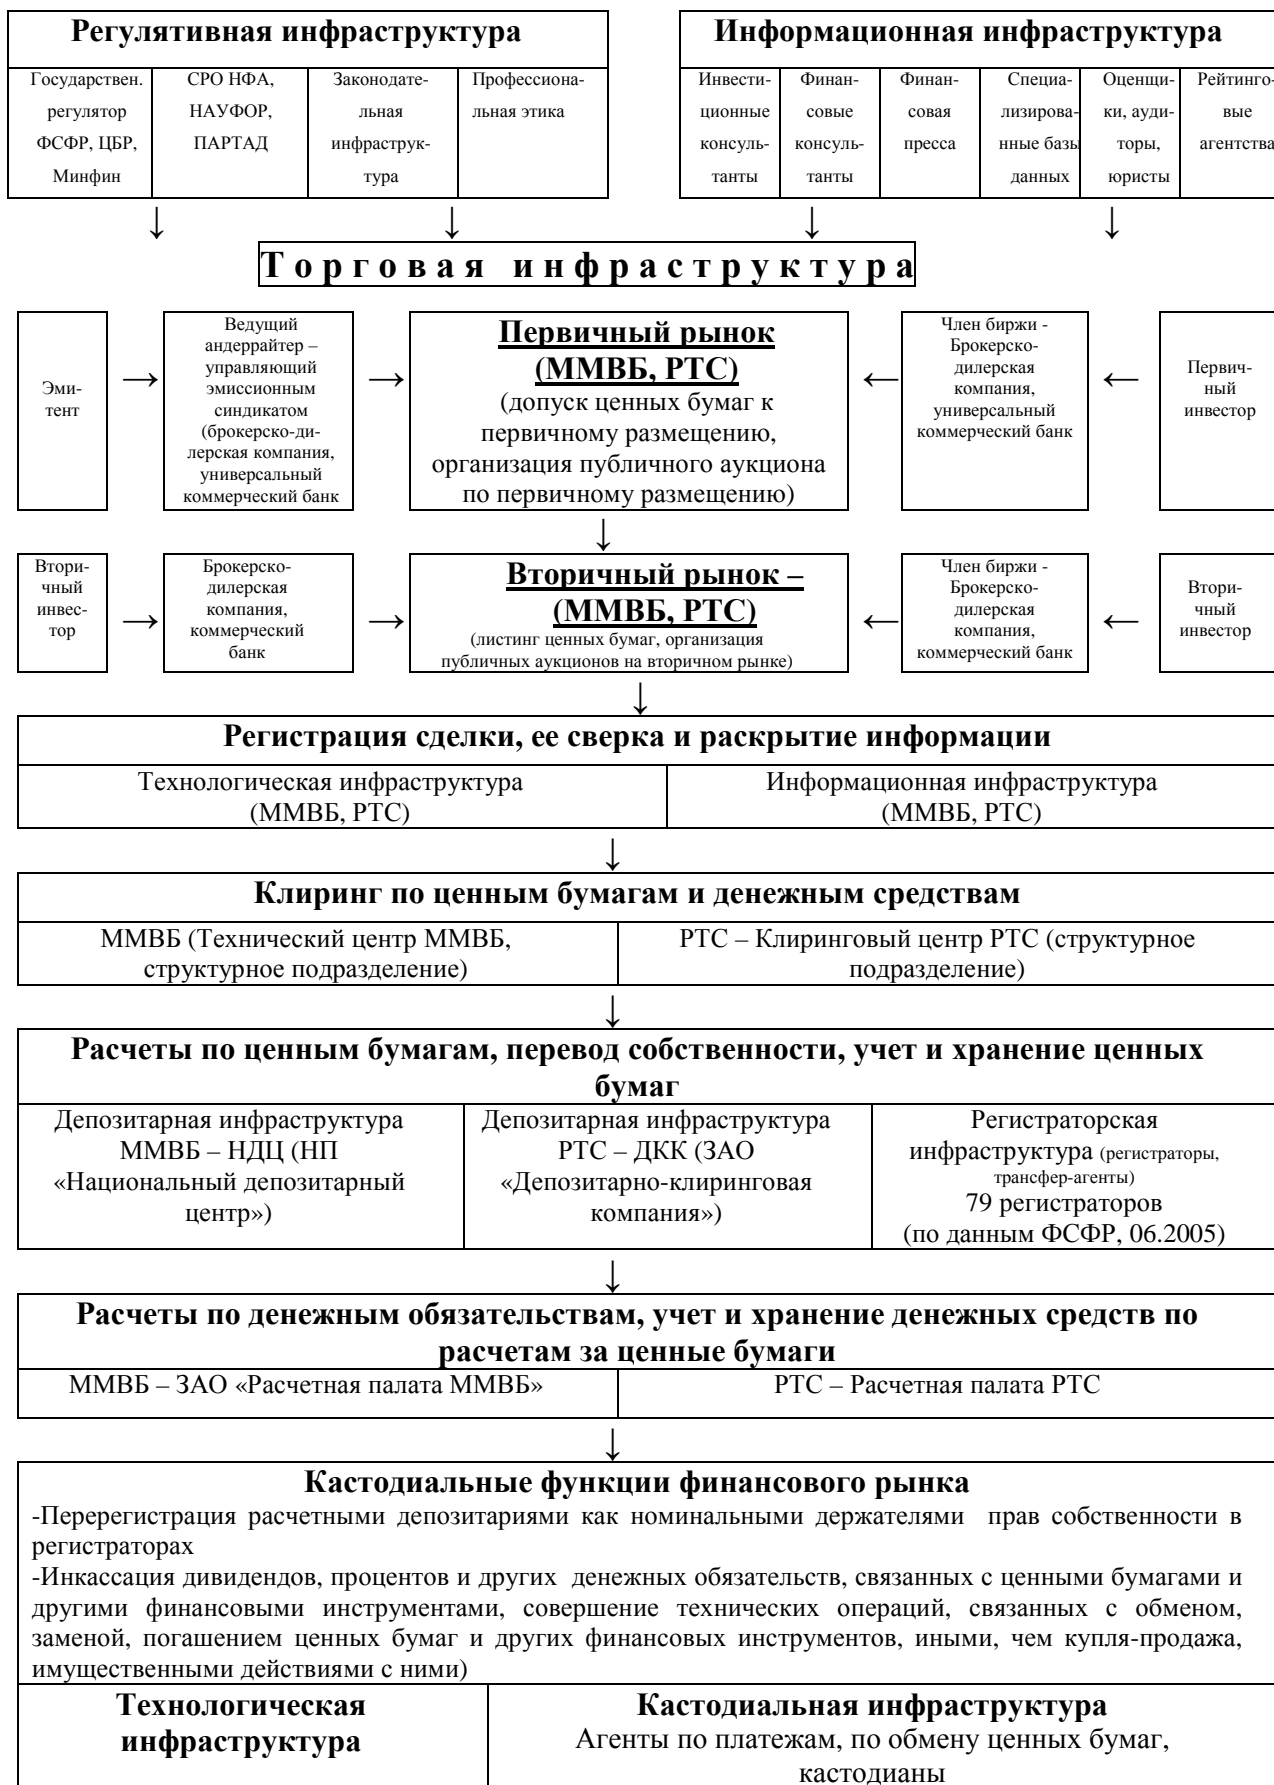 Регулятивная инфраструктура
Государствен.
регулятор
ФСФР, ЦБР,
Минфин
СРО НФА,
НАУФОР,
ПАРТАД
Законодате-
льная
инфраструк-
тура
Профессиона-
льная этика
Информационная инфраструктура
Инвести-
ционные
консуль-
танты
Финан-
совые
консуль-
танты
Финан-
совая
пресса
Специа-
лизирова-
нные базы
данных
Оценщи-
ки, ауди-
торы,
юристы
Рейтинго-
вые
агентства
↓ ↓ ↓ ↓
Т о р г о в а я и н ф р а с т р у к т у р а
Эми-
тент
→
Ведущий
андеррайтер –
управляющий
эмиссионным
синдикатом
(брокерско-ди-
лерская компания,
универсальный
коммерческий банк
→
Первичный рынок
(ММВБ, РТС)
(допуск ценных бумаг к
первичному размещению,
организация публичного аукциона
по первичному размещению)
←
Член биржи -
Брокерско-
дилерская
компания,
универсальный
коммерческий банк
←
Первич-
ный
инвестор
↓
Втори-
чный
инвес-
тор
→
Брокерско-
дилерская
компания,
коммерческий
банк
→
Вторичный рынок –
(ММВБ, РТС)
(листинг ценных бумаг, организация
публичных аукционов на вторичном рынке)
←
Член биржи -
Брокерско-
дилерская
компания,
коммерческий банк
←
Втори-
чный
инвестор
↓
Регистрация сделки, ее сверка и раскрытие информации
Технологическая инфраструктура
(ММВБ, РТС)
Информационная инфраструктура
(ММВБ, РТС)
↓
Клиринг по ценным бумагам и денежным средствам
ММВБ (Технический центр ММВБ,
структурное подразделение)
РТС – Клиринговый центр РТС (структурное
подразделение)
↓
Расчеты по ценным бумагам, перевод собственности, учет и хранение ценных
бумаг
Депозитарная инфраструктура
ММВБ – НДЦ (НП
«Национальный депозитарный
центр»)
Депозитарная инфраструктура
РТС – ДКК (ЗАО
«Депозитарно-клиринговая
компания»)
Регистраторская
инфраструктура (регистраторы,
трансфер-агенты)
79 регистраторов
(по данным ФСФР, 06.2005)
↓
Расчеты по денежным обязательствам, учет и хранение денежных средств по
расчетам за ценные бумаги
ММВБ – ЗАО «Расчетная палата ММВБ»
РТС – Расчетная палата РТС
↓
Кастодиальные функции финансового рынка
-Перерегистрация расчетными депозитариями как номинальными держателями прав собственности в
регистраторах
-Инкассация дивидендов, процентов и других денежных обязательств, связанных с ценными бумагами и
другими финансовыми инструментами, совершение технических операций, связанных с обменом,
заменой, погашением ценных бумаг и других финансовых инструментов, иными, чем купля-продажа,
имущественными действиями с ними)
Технологическая
инфраструктура
Кастодиальная инфраструктура
Агенты по платежам, по обмену ценных бумаг,
кастодианы